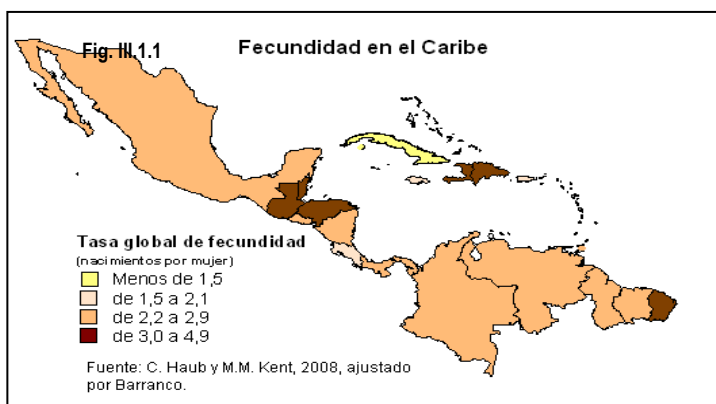 Fig. III.1.1
Fecundidad en el Caribe
Tasa global de fecundidad
(nacimientos por mujer)
Menos de 1,5
de 1,5 a 2,1
de 2,2 a 2,9
de 3,0 a 4,9
Fuente: C. Haub y M.M. Kent, 2008, ajustado
por Barranco.